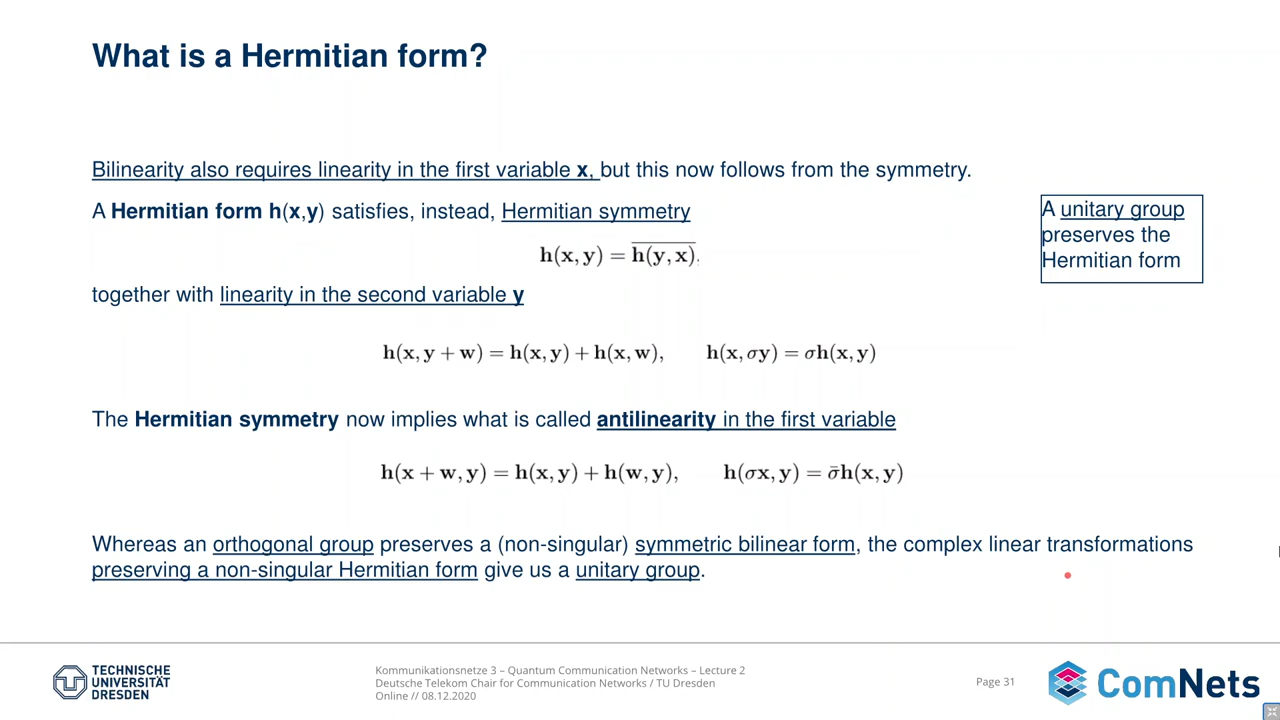 What is a Hermitian form?
Bilinearity also requires linearity in the first variable x, but this now follows from the symmetry.
A Hermitian form h(x,y) satisfies, instead, Hermitian symmetry
A unitary group
preserves the
Hermitian form
h(x, y) = \overline{h(y, x)}.
together with linearity in the second variable y
h(x, y + w) = h(x, y) + h(x, w), h(x, σy) = σh(x, y)
The Hermitian symmetry now implies what is called antilinearity in the first variable
h(x + w, y) = h(x, y) + h(w, y), h(σx, y) = σ̄h(x, y)
Whereas an orthogonal group preserves a (non-singular) symmetric bilinear form, the complex linear transformations
preserving a non-singular Hermitian form give us a unitary group.
TECHNISCHE
UNIVERSITÄT
DRESDEN
Kommunikationsnetze 3 – Quantum Communication Networks – Lecture 2
Deutsche Telekom Chair for Communication Networks / TU Dresden
Online // 08.12.2020
Page 31
ComNets